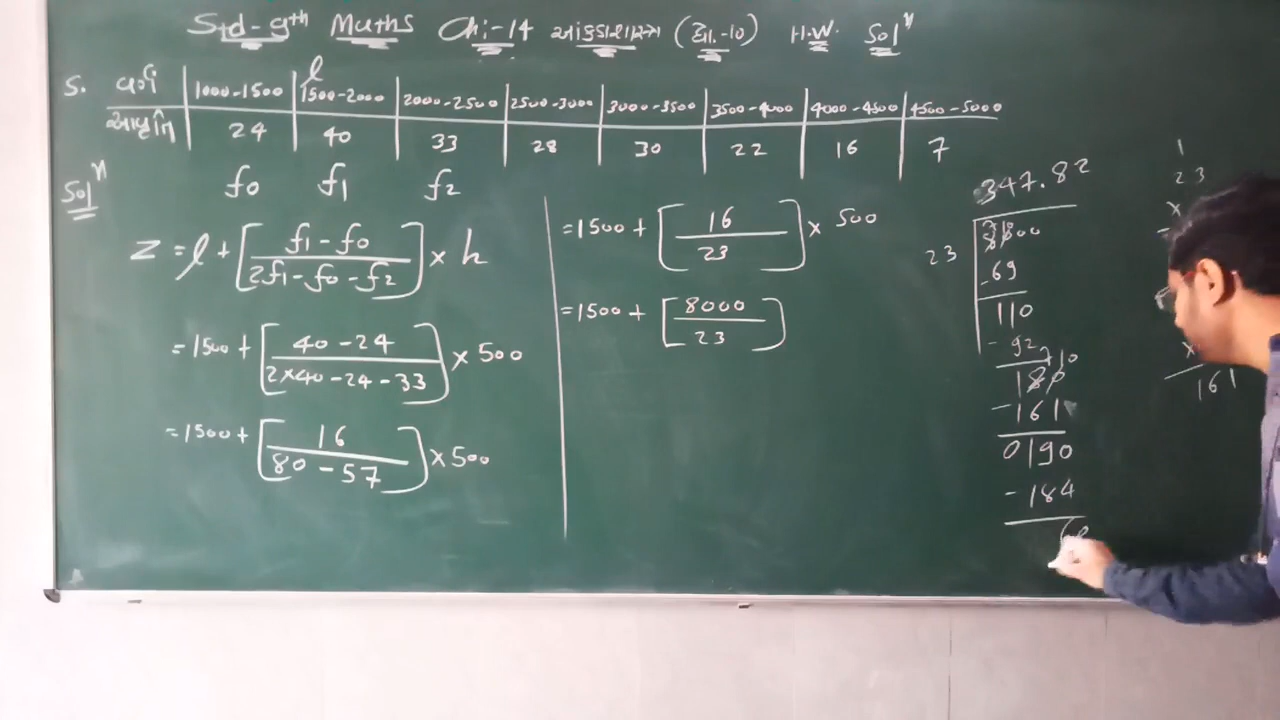 Std-9th Maths Ch:-14 આંકડાશાસ્ત્ર (દા.-10) H.W. Solⁿ
5. વર્ગ 1000-1500 1500-2000 2000-2500 2500-3000 3000-3500 3500-4000 4000-4500 4500-5000
આવૃત્તિ 24 40 33 28 30 22 16 7
l
f0 f1 f2
Solⁿ
Z = l + [f1 - f0 / 2f1 - f0 - f2] × h
= 1500 + [40 - 24 / 2×40 - 24 - 33] × 500
= 1500 + [16 / 80 - 57] × 500
= 1500 + [16 / 23] × 500
= 1500 + [8000 / 23]
347.82
23 8000
- 69
110
- 92
7 10
180
- 161
0190
- 184
6
1
23
×
×
161